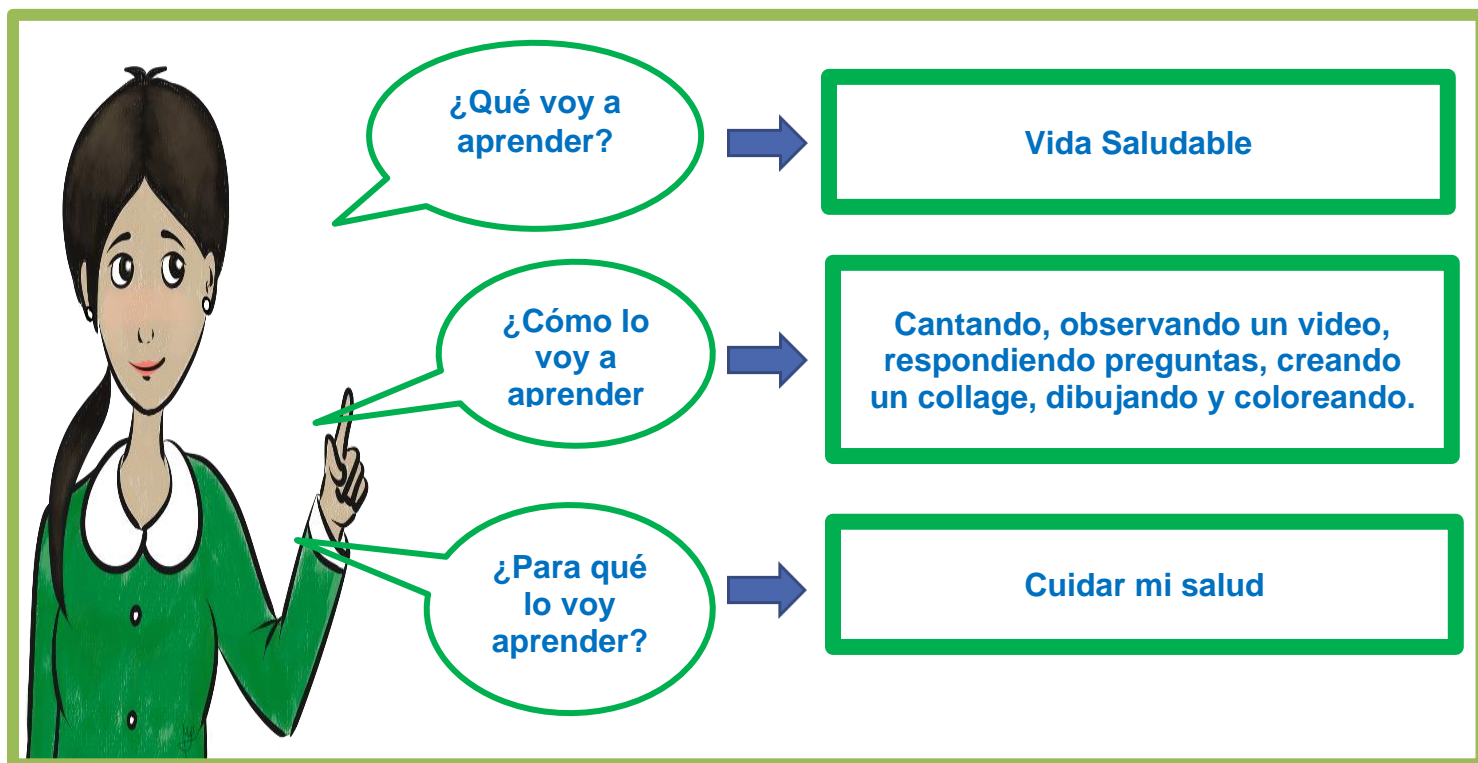 ¿Qué voy a
aprender?
Vida Saludable
¿Cómo lo
voy a
aprender
Cantando, observando un video,
respondiendo preguntas, creando
un collage, dibujando y coloreando.
¿Para qué
lo voy
aprender?
Cuidar mi salud